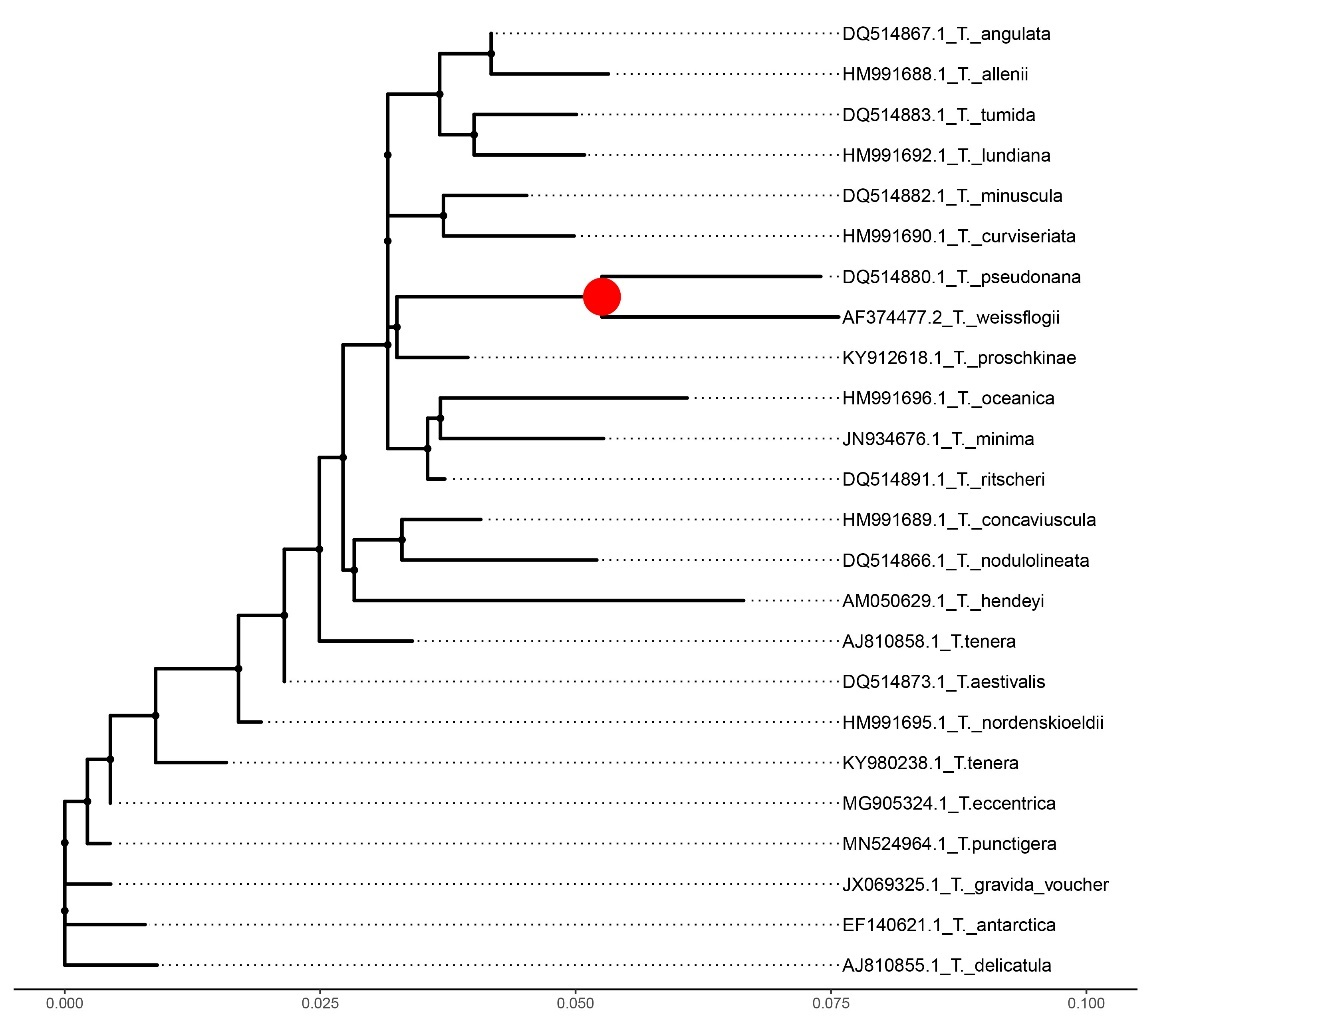 DQ514867.1_T._angulata
HM991688.1_T._allenii
DQ514883.1_T._tumida
HM991692.1_T._lundiana
DQ514882.1_T._minuscula
HM991690.1_T._curviseriata
DQ514880.1_T._pseudonana
AF374477.2_T._weissflogii
KY912618.1_T._proschkinae
HM991696.1_T._oceanica
JN934676.1_T._minima
DQ514891.1_T._ritscheri
HM991689.1_T._concaviuscula
DQ514866.1_T._nodulolineata
AM050629.1_T._hendeyi
AJ810858.1_T.tenera
DQ514873.1_T.aestivalis
HM991695.1_T._nordenskioeldii
KY980238.1_T.tenera
MG905324.1_T.eccentrica
MN524964.1_T.punctigera
JX069325.1_T._gravida_voucher
EF140621.1_T._antarctica
AJ810855.1_T._delicatula
0.000 0.025 0.050 0.075 0.100